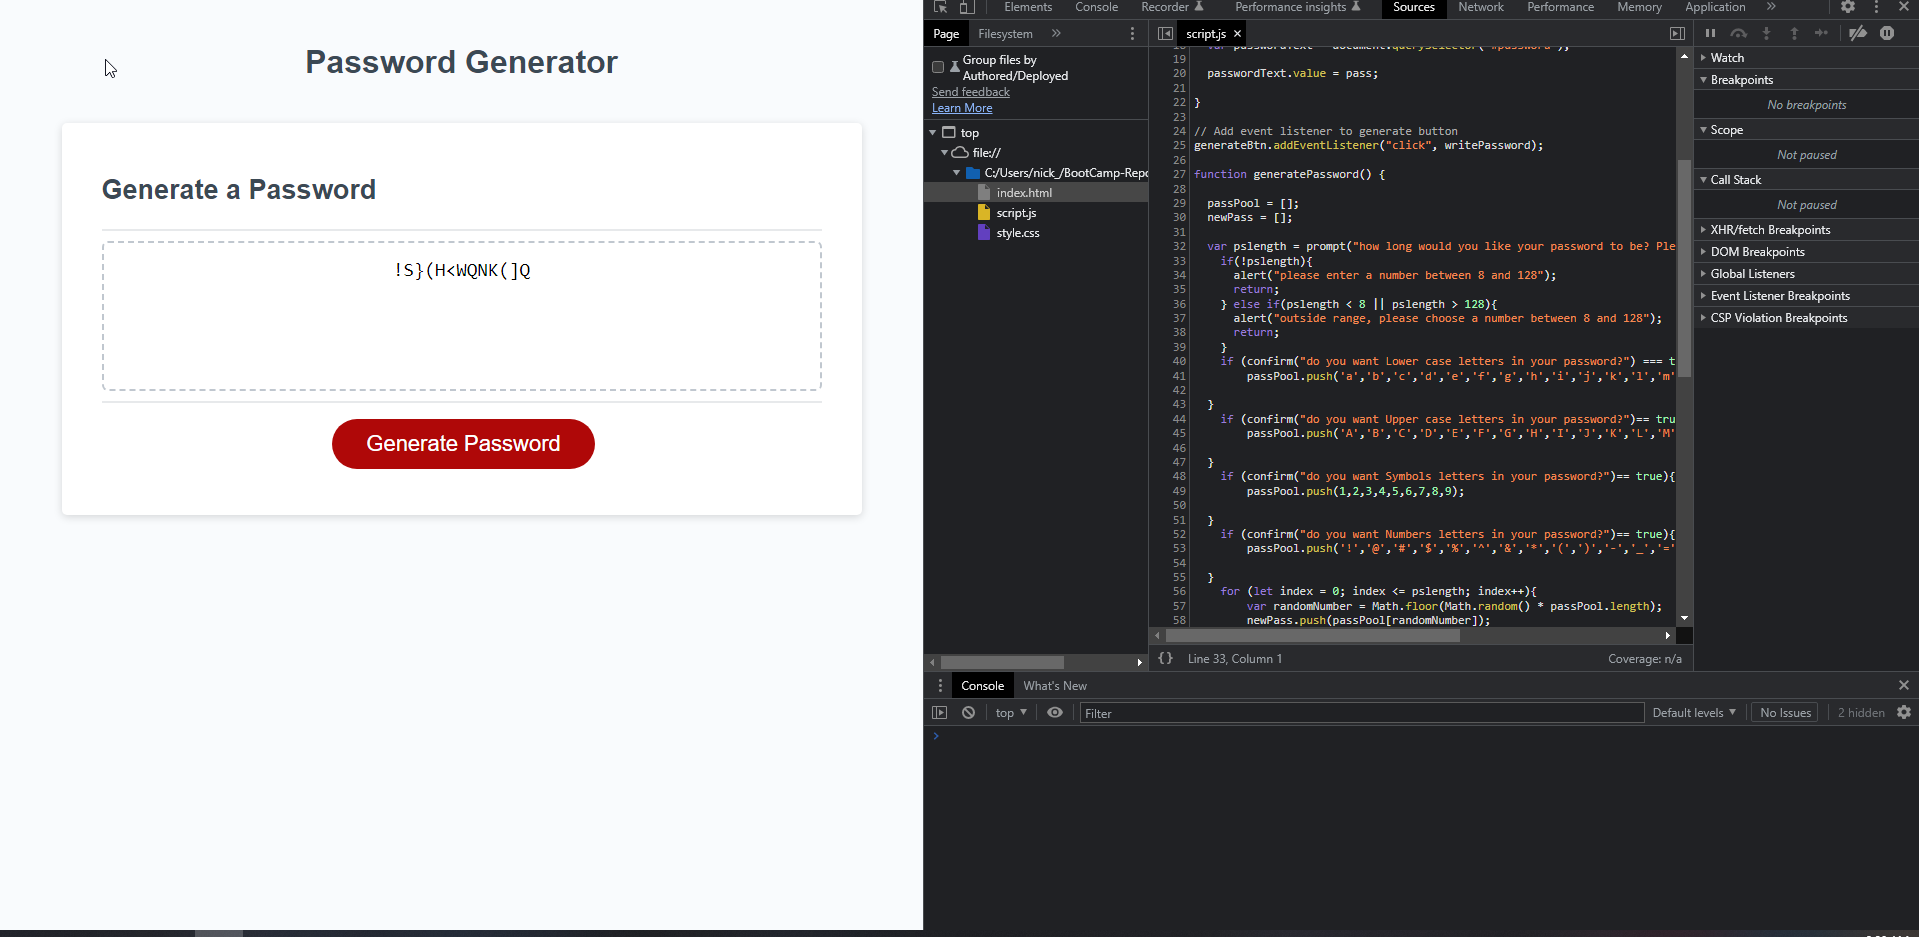 Password Generator
Generate a Password
!S}(H<WQNK(]Q
Generate Password
Elements Console Recorder Performance insights Sources Network Performance Memory Application »
Page Filesystem »
script.js ×
Group files by
Authored/Deployed
Send feedback
Learn More
top
file://
C:/Users/nick_/BootCamp-Repo
index.html
script.js
style.css
18 var passwordText = document.querySelector("#password");
19
20 passwordText.value = pass;
21
22 }
23
24 // Add event listener to generate button
25 generateBtn.addEventListener("click", writePassword);
26
27 function generatePassword() {
28
29 passPool = [];
30 newPass = [];
31
32 var pslength = prompt("how long would you like your password to be? Ple
33 if(!pslength){
34 alert("please enter a number between 8 and 128");
35 return;
36 } else if(pslength < 8 || pslength > 128){
37 alert("outside range, please choose a number between 8 and 128");
38 return;
39 }
40 if (confirm("do you want Lower case letters in your password?") === t
41 passPool.push('a','b','c','d','e','f','g','h','i','j','k','l','m'
42
43 }
44 if (confirm("do you want Upper case letters in your password?")== tru
45 passPool.push('A','B','C','D','E','F','G','H','I','J','K','L','M'
46
47 }
48 if (confirm("do you want Symbols letters in your password?")== true){
49 passPool.push(1,2,3,4,5,6,7,8,9);
50
51 }
52 if (confirm("do you want Numbers letters in your password?")== true){
53 passPool.push('!','@','#','$','%','^','&','*','(',')','-','_','='
54
55 }
56 for (let index = 0; index <= pslength; index++){
57 var randomNumber = Math.floor(Math.random() * passPool.length);
58 newPass.push(passPool[randomNumber]);
{} Line 33, Column 1
Coverage: n/a
Watch
Breakpoints
No breakpoints
Scope
Not paused
Call Stack
Not paused
XHR/fetch Breakpoints
DOM Breakpoints
Global Listeners
Event Listener Breakpoints
CSP Violation Breakpoints
Console What's New
top Filter Default levels No Issues 2 hidden